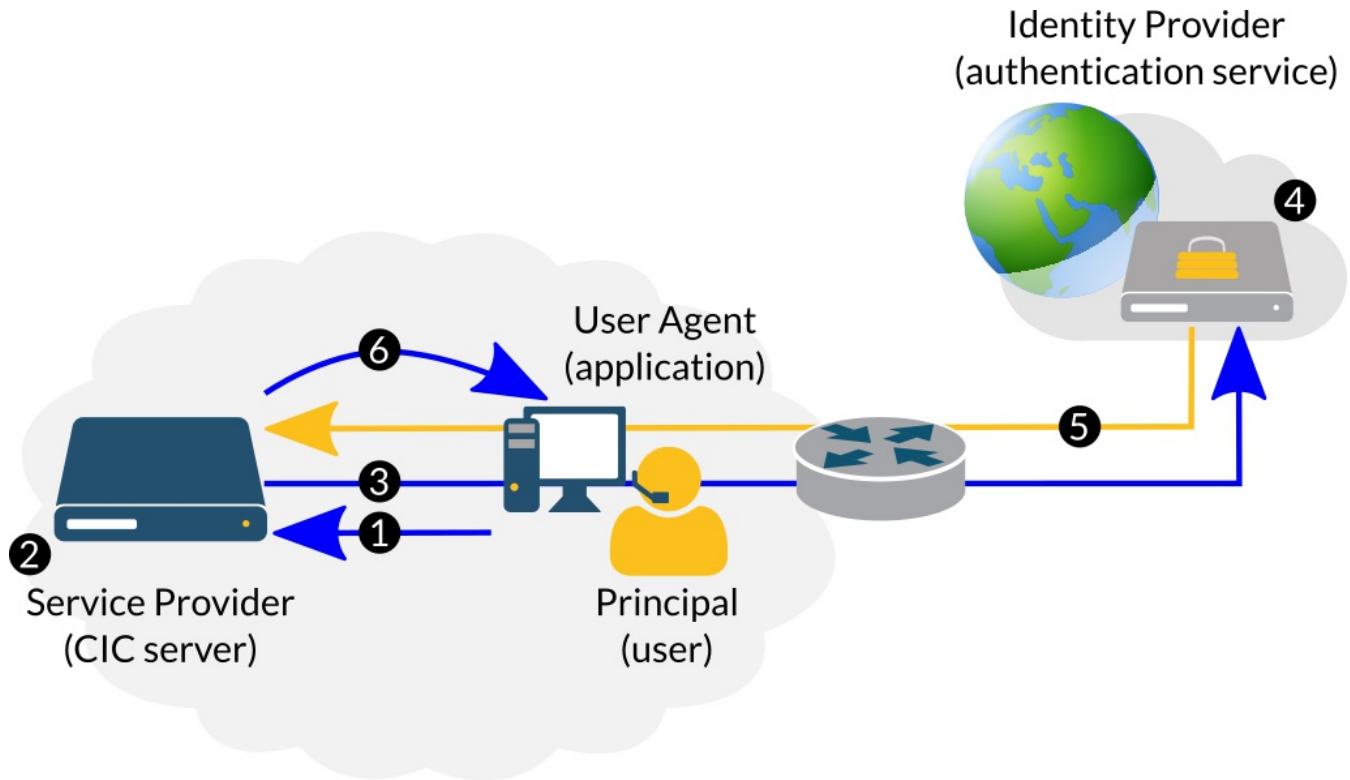 Identity Provider
(authentication service)
4
User Agent
(application)
6
5
3
1
2
Service Provider
(CIC server)
Principal
(user)